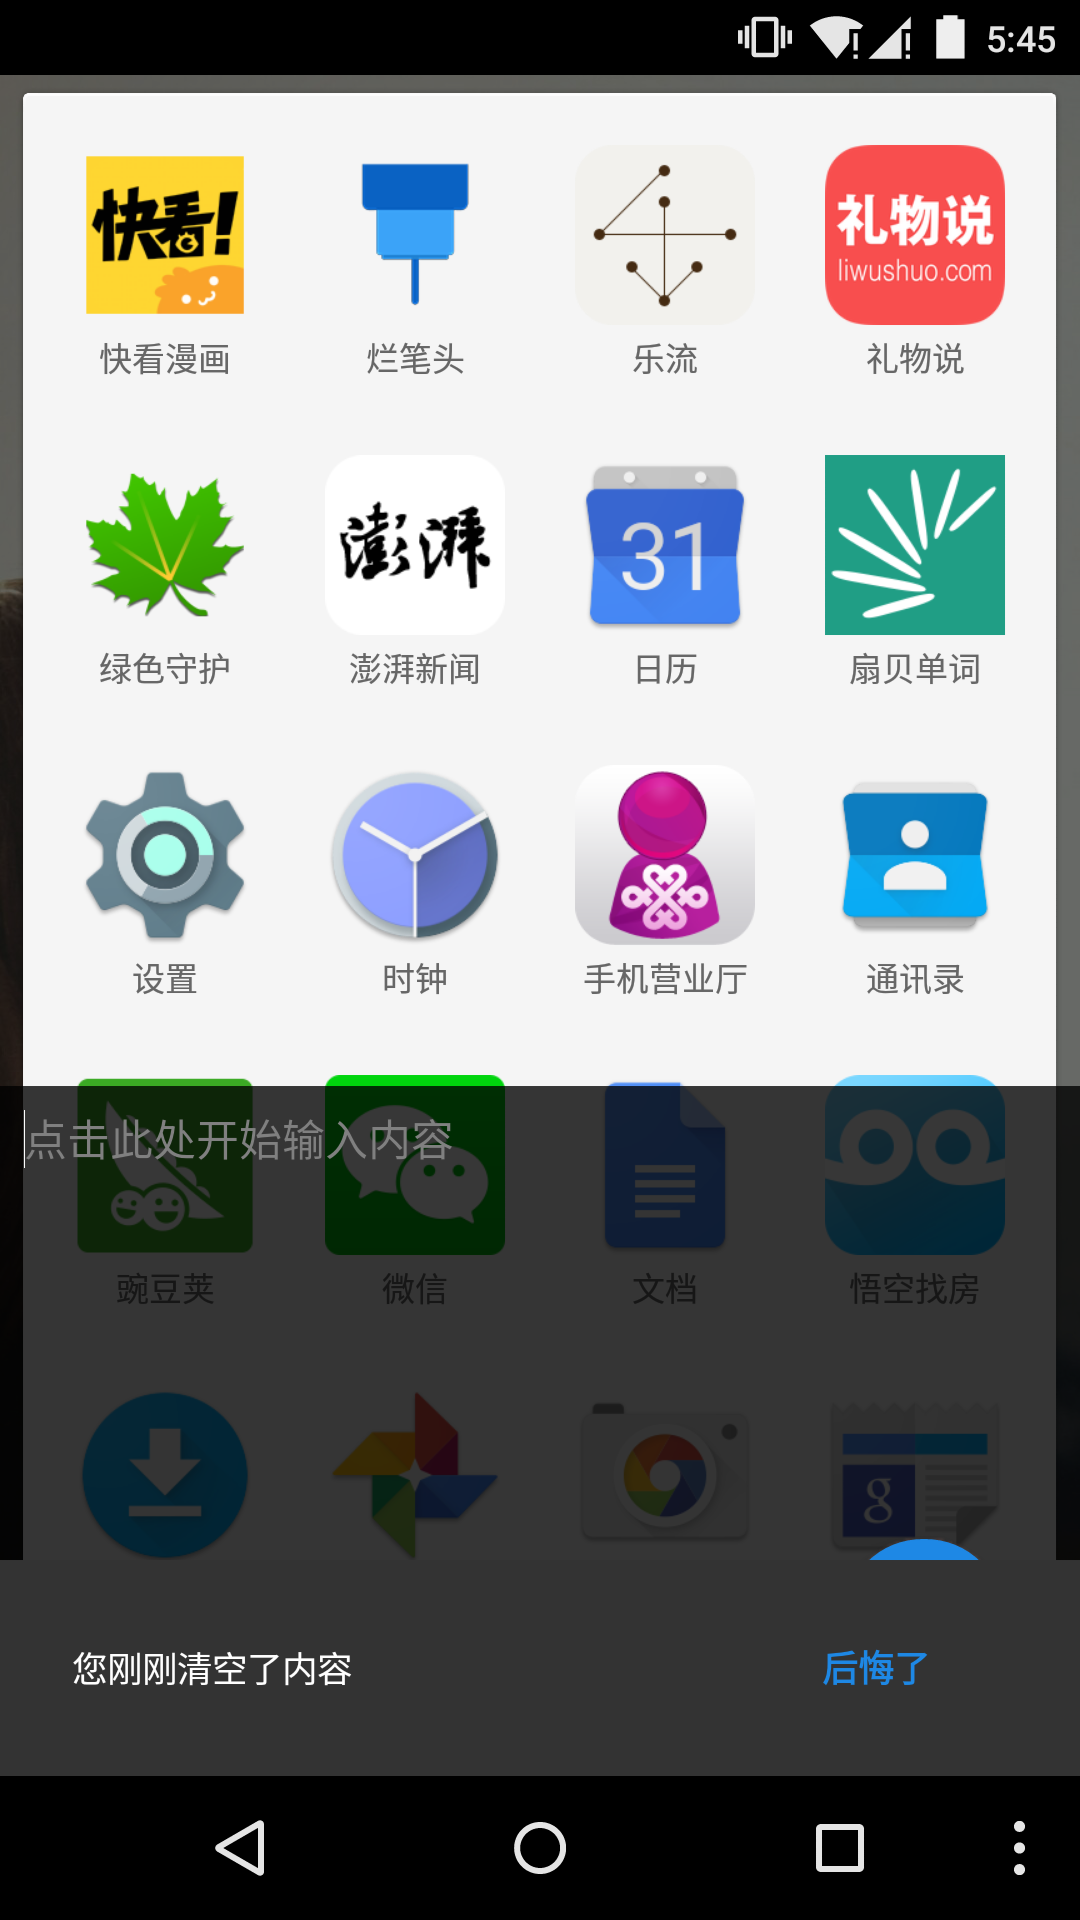 5:45
快看!
礼物说
liwushuo.com
快看漫画
烂笔头
乐流
礼物说
澎湃
31
绿色守护
澎湃新闻
日历
扇贝单词
设置
时钟
手机营业厅
通讯录
点击此处开始输入内容
豌豆荚
微信
文档
悟空找房
g
您刚刚清空了内容
后悔了